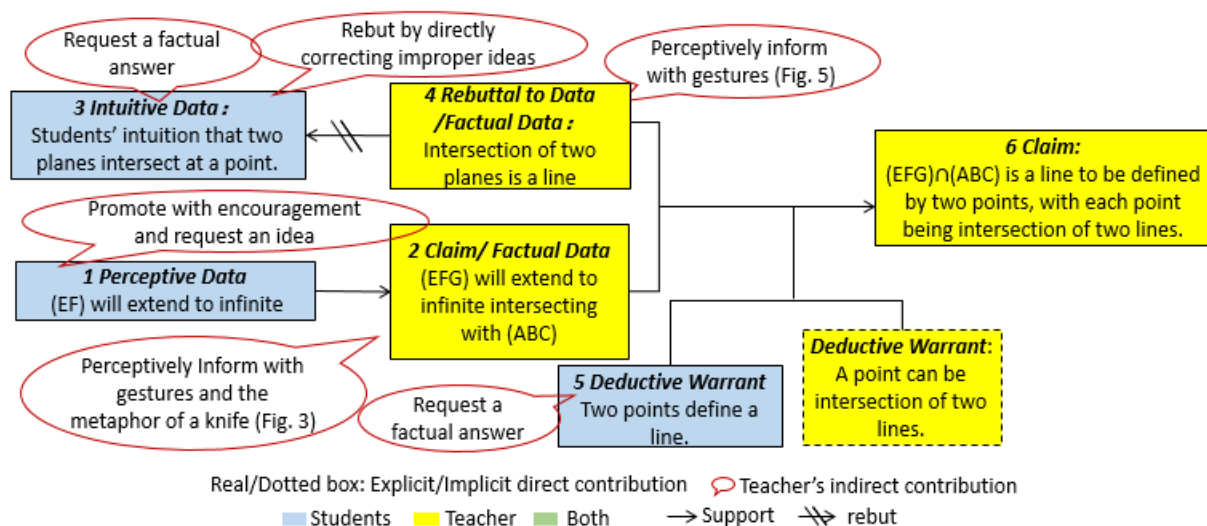 Request a factual
answer
Rebut by directly
correcting improper ideas
Perceptively inform
with gestures (Fig. 5)
3 Intuitive Data :
Students' intuition that two
planes intersect at a point.
4 Rebuttal to Data
/Factual Data :
Intersection of two
planes is a line
6 Claim:
(EFG)∩(ABC) is a line to be defined
by two points, with each point
being intersection of two lines.
Promote with encouragement
and request an idea
1 Perceptive Data
(EF) will extend to infinite
2 Claim/ Factual Data
(EFG) will extend to
infinite intersecting
with (ABC)
Perceptively Inform with
gestures and the
metaphor of a knife (Fig. 3)
Request a
factual answer
5 Deductive Warrant
Two points define a
line.
Deductive Warrant:
A point can be
intersection of two
lines.
Real/Dotted box: Explicit/Implicit direct contribution Teacher's indirect contribution
Students Teacher Both Support rebut